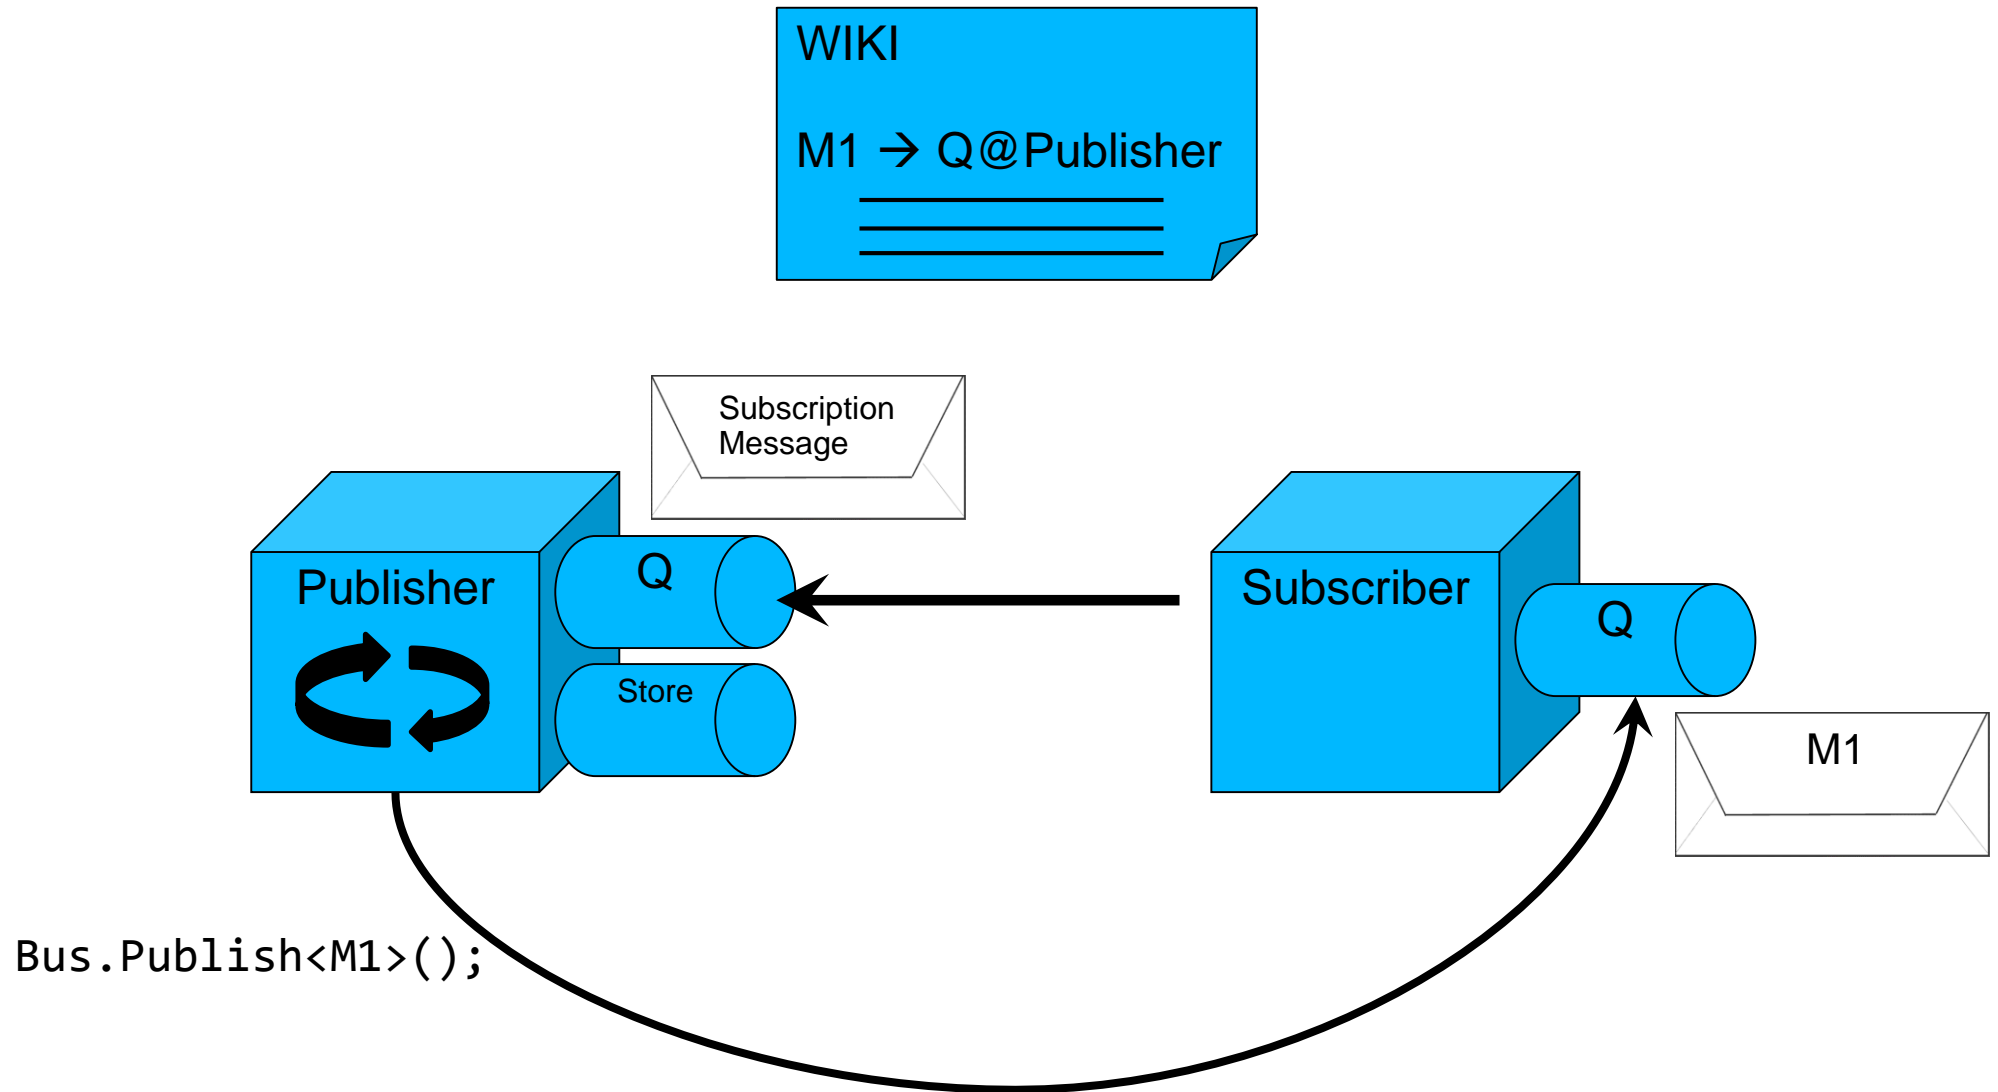 WIKI
M1 → Q@Publisher
Subscription
Message
Publisher
Q
Store
Subscriber
Q
M1
Bus.Publish<M1>();